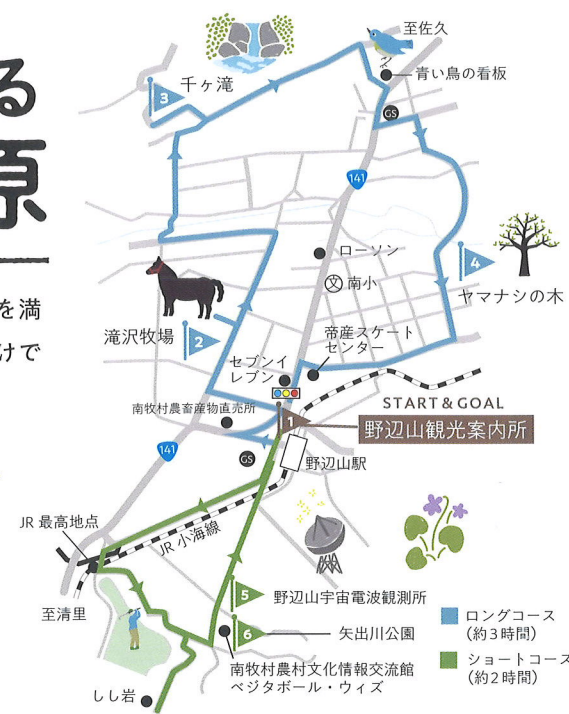 る
原
を満
けで
至佐久
青い鳥の看板
千ヶ滝
3
GS
141
ローソン
文 南小
4
ヤマナシの木
滝沢牧場
2
帝産スケート
センター
セブンイ
レブン
南牧村農畜産物直売所
START & GOAL
1
野辺山観光案内所
141
GS
野辺山駅
JR 最高地点
JR 小海線
至清里
5
野辺山宇宙電波観測所
6
矢出川公園
南牧村農村文化情報交流館
ベジタボール・ウィズ
しし岩
ロングコース
(約3時間)
ショートコース
(約2時間)